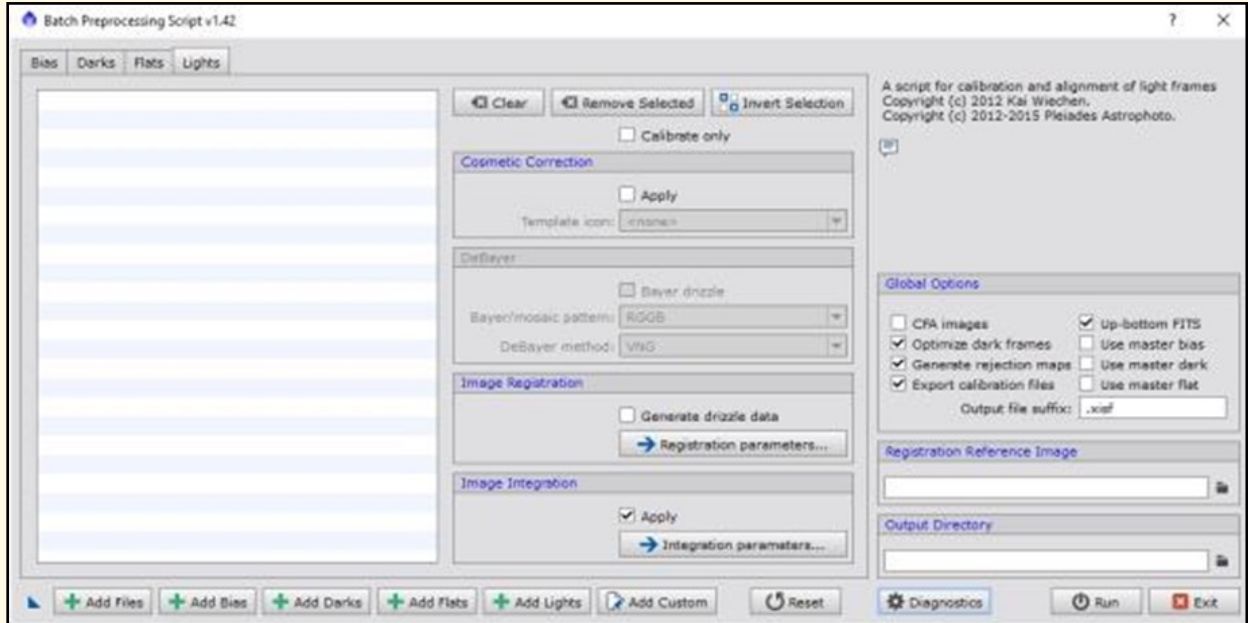 Batch Preprocessing Script v1.42
? ×
Bias Darks Flats Lights
Clear Remove Selected Invert Selection
Calibrate only
Cosmetic Correction
Apply
Template icon: <none>
DeBayer
Bayer drizzle
Bayer/mosaic pattern: RGGB
DeBayer method: VNG
Image Registration
Generate drizzle data
Registration parameters...
Image Integration
Apply
Integration parameters...
A script for calibration and alignment of light frames
Copyright (c) 2012 Kai Wiechen.
Copyright (c) 2012-2015 Pleiades Astrophoto.
Global Options
CFA images Up-bottom FITS
Optimize dark frames Use master bias
Generate rejection maps Use master dark
Export calibration files Use master flat
Output file suffix: .xisf
Registration Reference Image
Output Directory
Add Files Add Bias Add Darks Add Flats Add Lights Add Custom Reset Diagnostics Run Exit